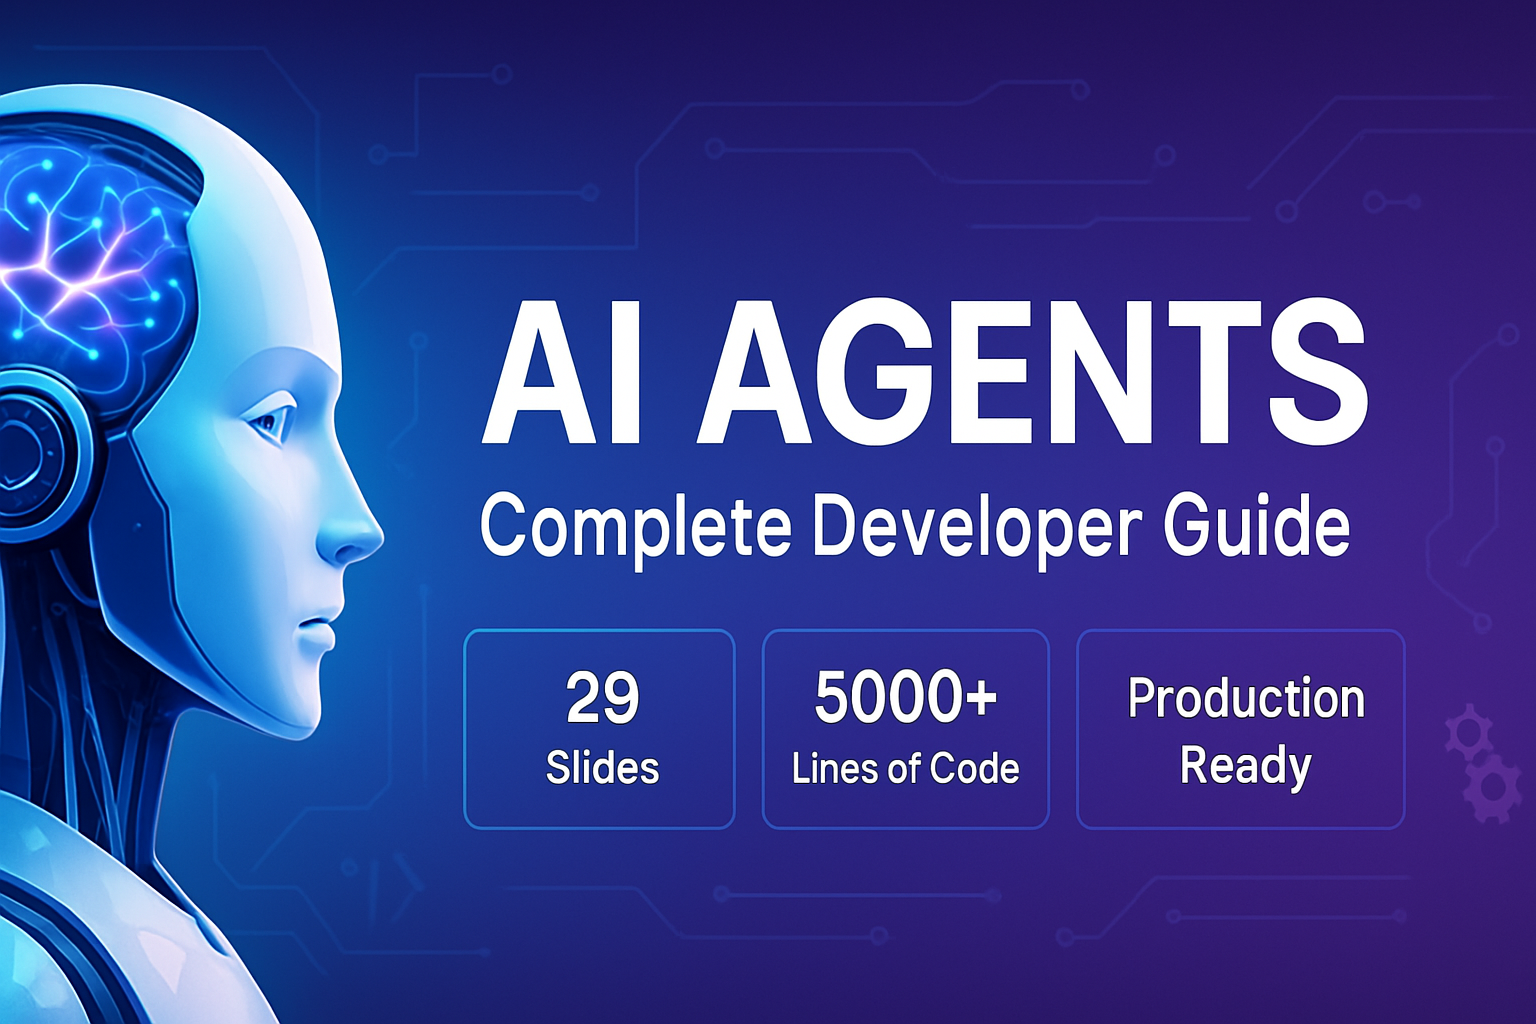 AI AGENTS
Complete Developer Guide
29
Slides
5000+
Lines of Code
Production
Ready